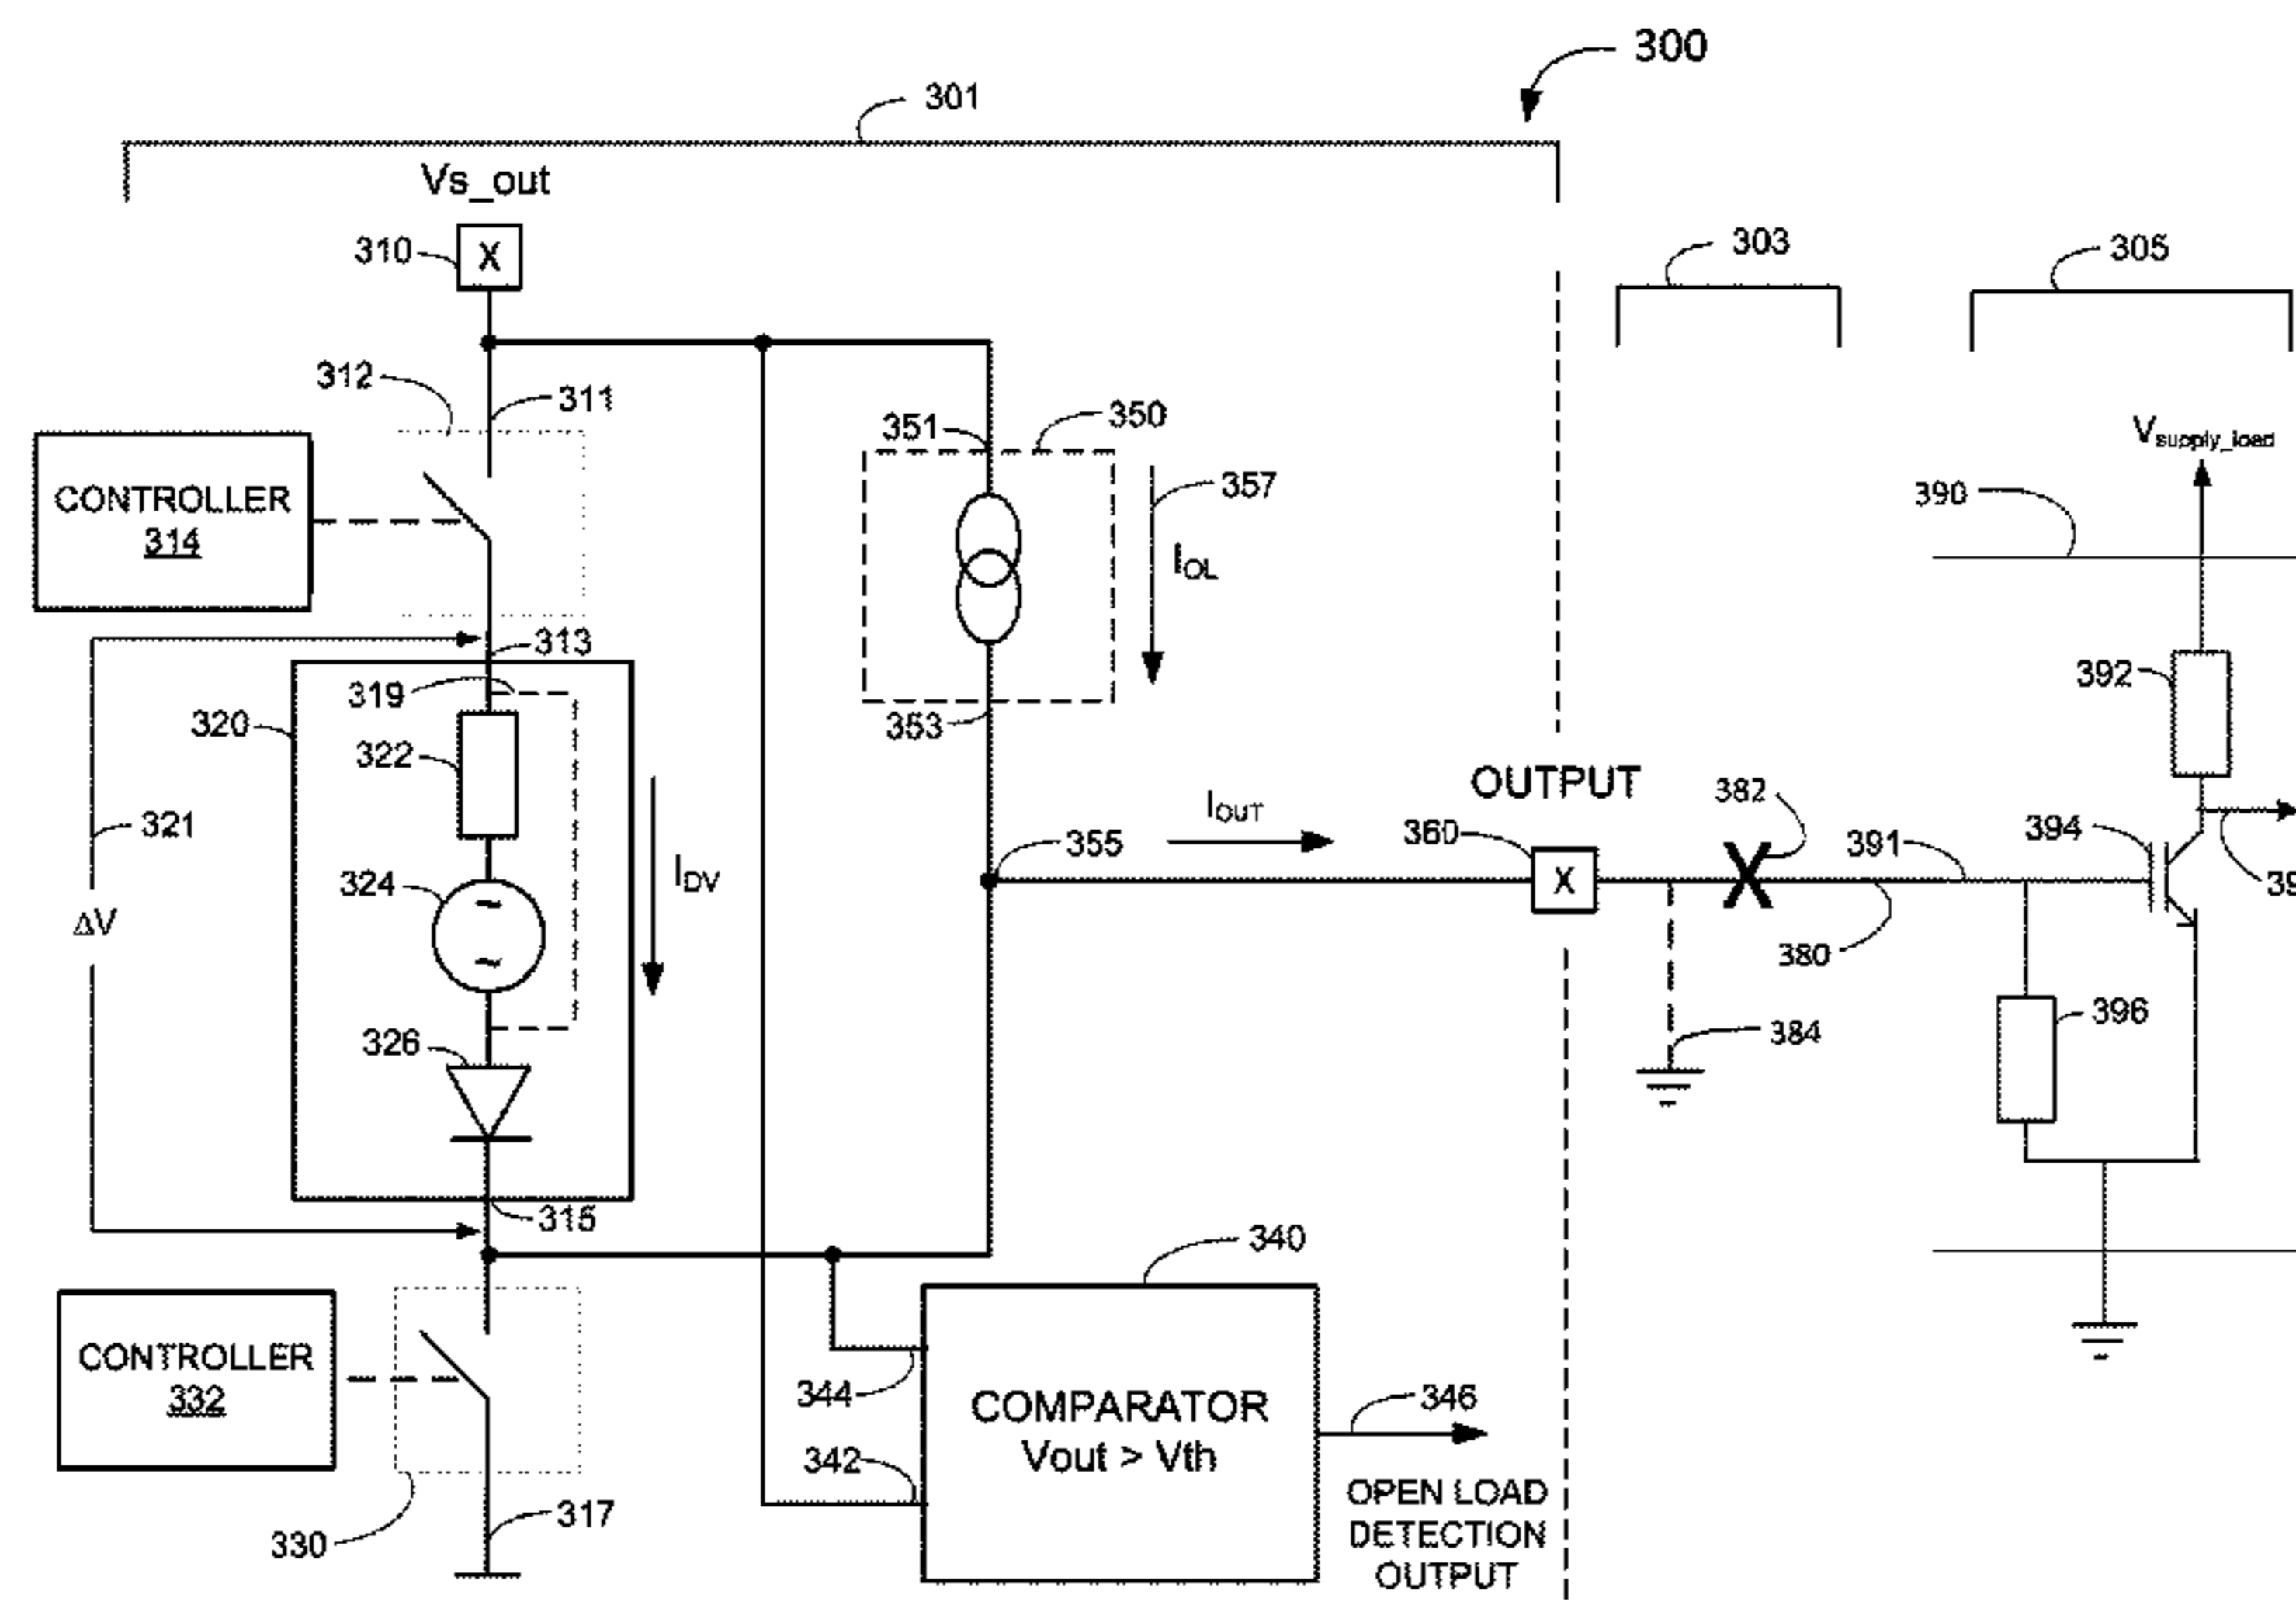 300
301
Vs_out
310
X
303
305
312
311
351
350
Vsupply_load
CONTROLLER
314
357
390
IOL
313
319
392
320
322
353
OUTPUT
382
321
IOUT
355
360
391
394
IDV
324
X
X
ΔV
380
326
384
396
315
340
CONTROLLER
332
344
COMPARATOR
Vout > Vth
346
342
OPEN LOAD
DETECTION
OUTPUT
317
330